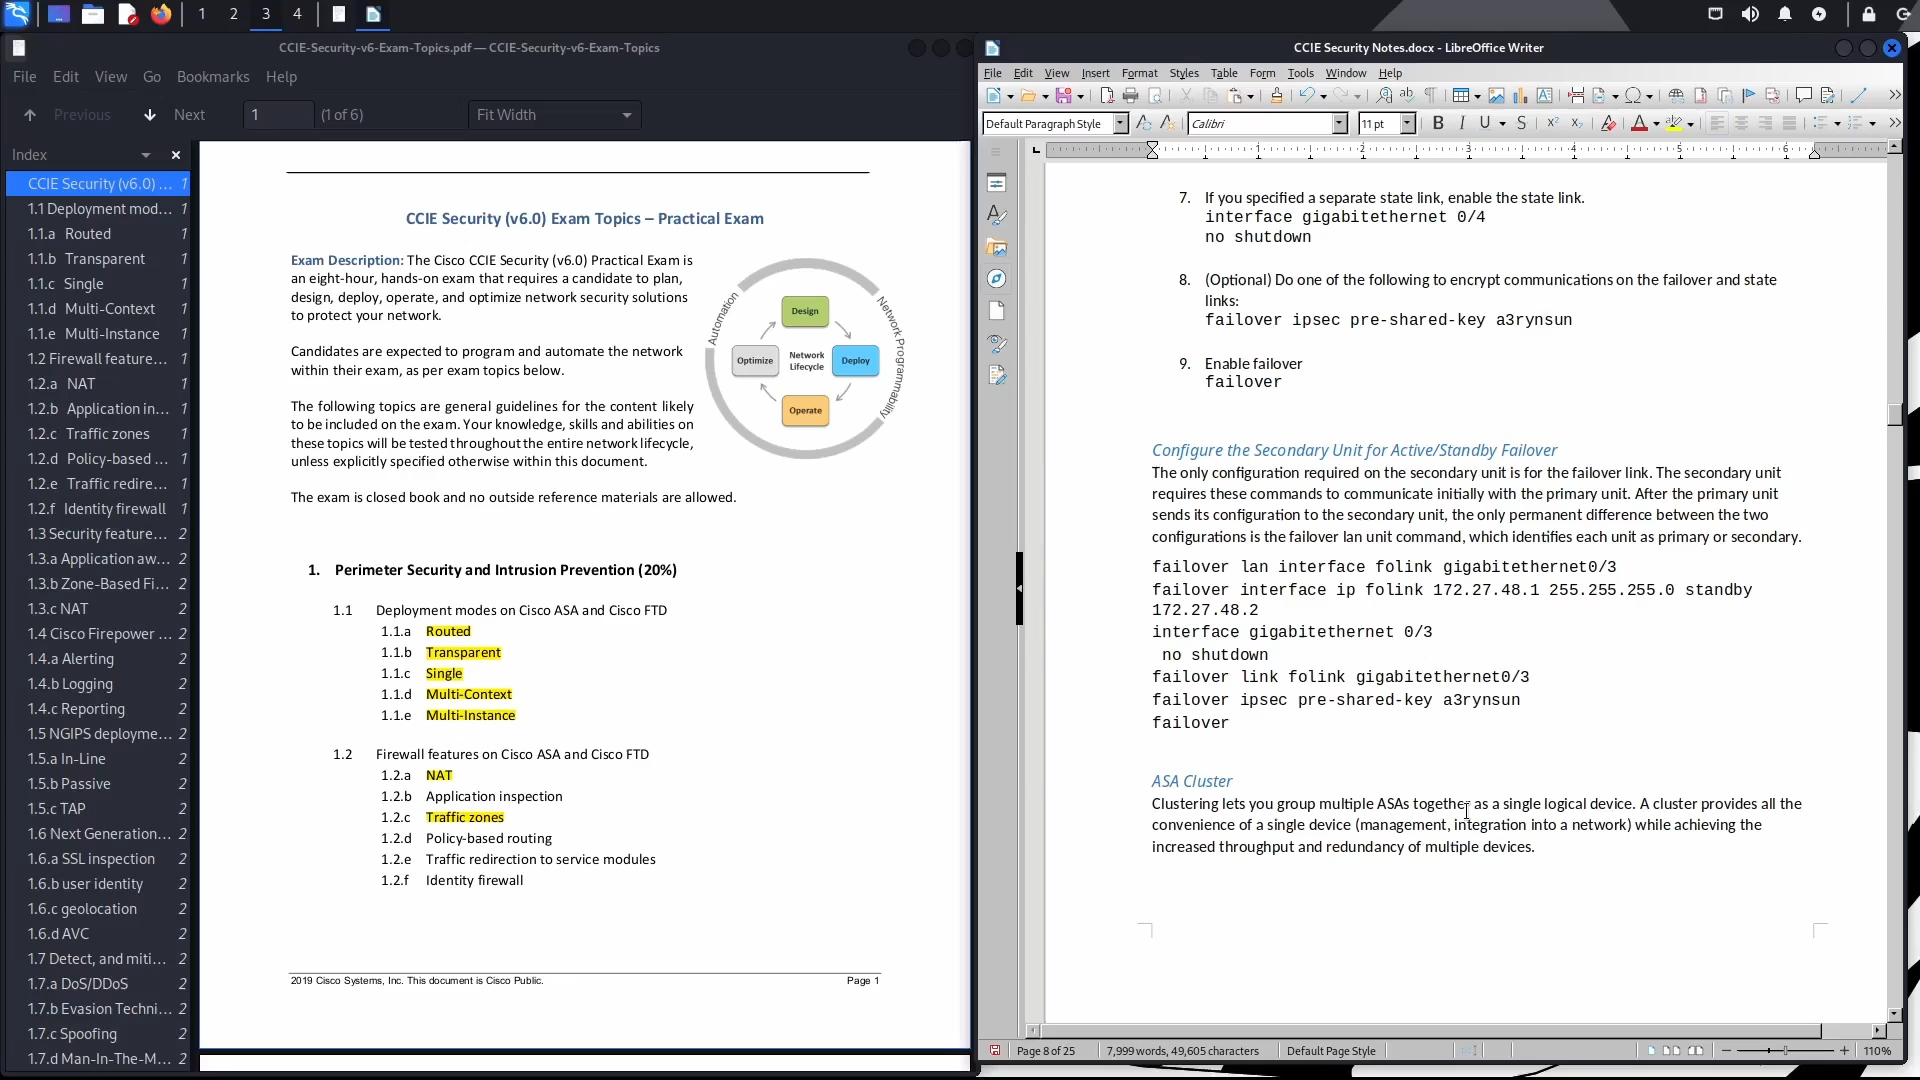 1
2
3
4
CCIE-Security-v6-Exam-Topics.pdf — CCIE-Security-v6-Exam-Topics
File Edit View Go Bookmarks Help
Previous Next 1 (1 of 6) Fit Width
Index
CCIE Security (v6.0) ... 1
1.1 Deployment mod... 1
1.1.a Routed 1
1.1.b Transparent 1
1.1.c Single 1
1.1.d Multi-Context 1
1.1.e Multi-Instance 1
1.2 Firewall feature... 1
1.2.a NAT 1
1.2.b Application in... 1
1.2.c Traffic zones 1
1.2.d Policy-based ... 1
1.2.e Traffic redire... 1
1.2.f Identity firewall 1
1.3 Security feature... 2
1.3.a Application aw... 2
1.3.b Zone-Based Fi... 2
1.3.c NAT 2
1.4 Cisco Firepower ... 2
1.4.a Alerting 2
1.4.b Logging 2
1.4.c Reporting 2
1.5 NGIPS deployme... 2
1.5.a In-Line 2
1.5.b Passive 2
1.5.c TAP 2
1.6 Next Generation... 2
1.6.a SSL inspection 2
1.6.b user identity 2
1.6.c geolocation 2
1.6.d AVC 2
1.7 Detect, and miti... 2
1.7.a DoS/DDoS 2
1.7.b Evasion Techni... 2
1.7.c Spoofing 2
1.7.d Man-In-The-M... 2
CCIE Security (v6.0) Exam Topics – Practical Exam
Exam Description: The Cisco CCIE Security (v6.0) Practical Exam is
an eight-hour, hands-on exam that requires a candidate to plan,
design, deploy, operate, and optimize network security solutions
to protect your network.
Candidates are expected to program and automate the network
within their exam, as per exam topics below.
The following topics are general guidelines for the content likely
to be included on the exam. Your knowledge, skills and abilities on
these topics will be tested throughout the entire network lifecycle,
unless explicitly specified otherwise within this document.
The exam is closed book and no outside reference materials are allowed.
Automation
Network Programmability
Design
Optimize
Network
Lifecycle
Deploy
Operate
1. Perimeter Security and Intrusion Prevention (20%)
1.1 Deployment modes on Cisco ASA and Cisco FTD
1.1.a Routed
1.1.b Transparent
1.1.c Single
1.1.d Multi-Context
1.1.e Multi-Instance
1.2 Firewall features on Cisco ASA and Cisco FTD
1.2.a NAT
1.2.b Application inspection
1.2.c Traffic zones
1.2.d Policy-based routing
1.2.e Traffic redirection to service modules
1.2.f Identity firewall
2019 Cisco Systems, Inc. This document is Cisco Public. Page 1
CCIE Security Notes.docx - LibreOffice Writer
File Edit View Insert Format Styles Table Form Tools Window Help
Default Paragraph Style Calibri 11 pt
1 2 3 4 5 6
7. If you specified a separate state link, enable the state link.
interface gigabitethernet 0/4
no shutdown
8. (Optional) Do one of the following to encrypt communications on the failover and state
links:
failover ipsec pre-shared-key a3rynsun
9. Enable failover
failover
Configure the Secondary Unit for Active/Standby Failover
The only configuration required on the secondary unit is for the failover link. The secondary unit
requires these commands to communicate initially with the primary unit. After the primary unit
sends its configuration to the secondary unit, the only permanent difference between the two
configurations is the failover lan unit command, which identifies each unit as primary or secondary.
failover lan interface folink gigabitethernet0/3
failover interface ip folink 172.27.48.1 255.255.255.0 standby
172.27.48.2
interface gigabitethernet 0/3
no shutdown
failover link folink gigabitethernet0/3
failover ipsec pre-shared-key a3rynsun
failover
ASA Cluster
Clustering lets you group multiple ASAs together as a single logical device. A cluster provides all the
convenience of a single device (management, integration into a network) while achieving the
increased throughput and redundancy of multiple devices.
Page 8 of 25 7,999 words, 49,605 characters Default Page Style 110%